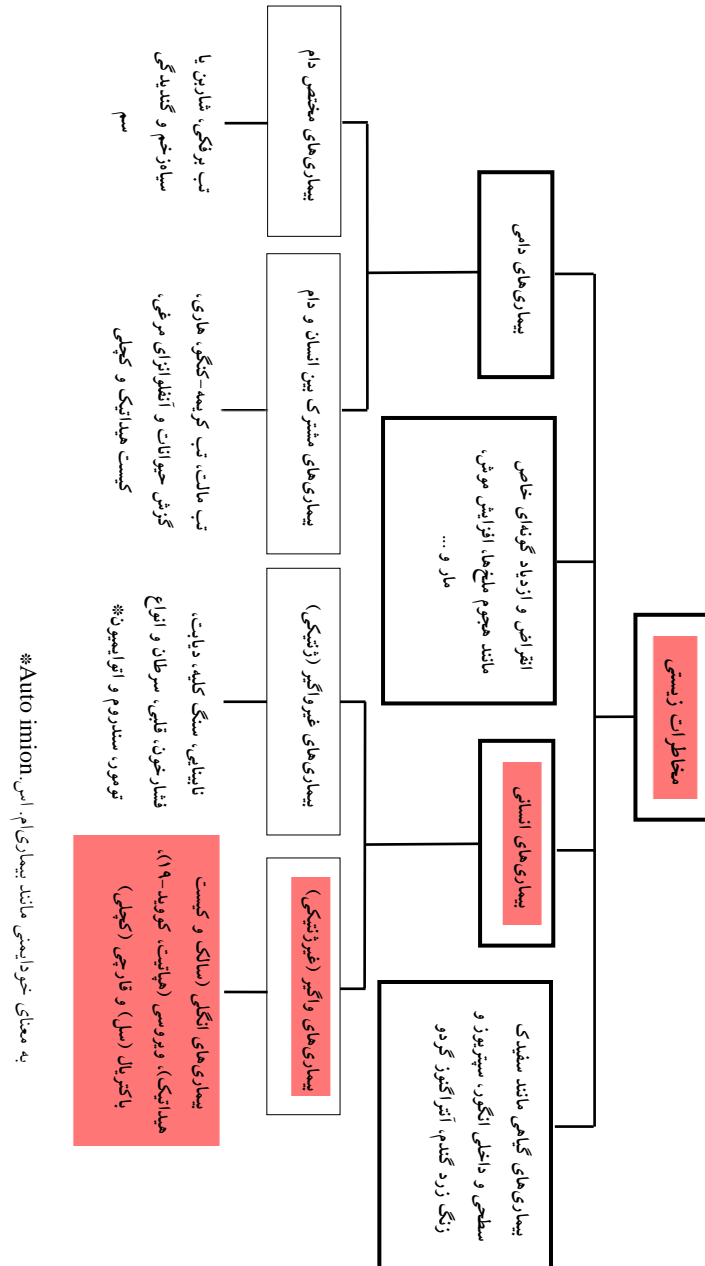 مخاطرات زیستی
بیماری‌های گیاهی مانند سفیدک
سطحی و داخلی انگور، سپتریوز و
زنگ زرد گندم، آنتراگنوز گردو
بیماری‌های انسانی
انقراض و ازدیاد گونه‌ای خاص
مانند هجوم ملخ‌ها، افزایش موش،
مار و ...
بیماری‌های دامی
بیماری‌های واگیر (غیرژنتیکی)
بیماری‌های غیرواگیر (ژنتیکی)
بیماری‌های مشترک بین انسان و دام
بیماری‌های مختص دام
بیماری‌های انگلی (سالک و کیست
هیداتیک)، ویروسی (هپاتیت، کووید-۱۹)،
باکتریال (سل) و قارچی (کچلی)
نابینایی، سنگ کلیه، دیابت،
فشارخون، قلبی، سرطان و انواع
تومور، سندروم و اتوایمیون*
تب مالت، تب کریمه-کنگو، هاری،
گزش حیوانات و آنفلوانزای مرغی،
کیست هیداتیک و کچلی
تب برفکی، شاربن یا
سیاه‌زخم و گندیدگی
سم
به معنای خودایمنی مانند بیماری‌ام. اس.Auto imion*